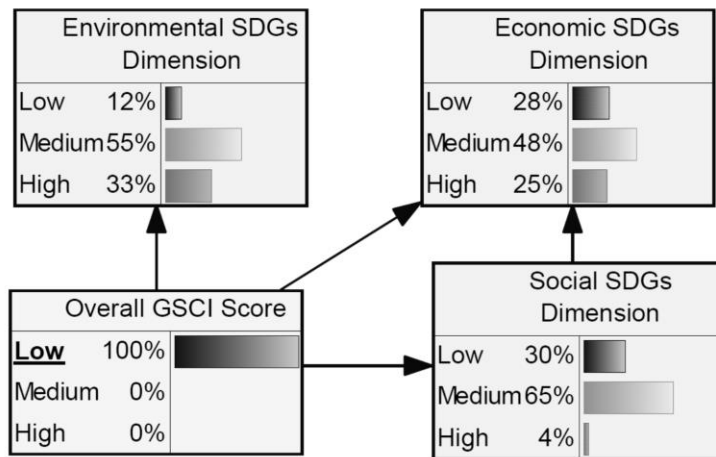 Environmental SDGs
Dimension
Low 12%
Medium 55%
High 33%
Economic SDGs
Dimension
Low 28%
Medium 48%
High 25%
Overall GSCI Score
Low 100%
Medium 0%
High 0%
Social SDGs
Dimension
Low 30%
Medium 65%
High 4%